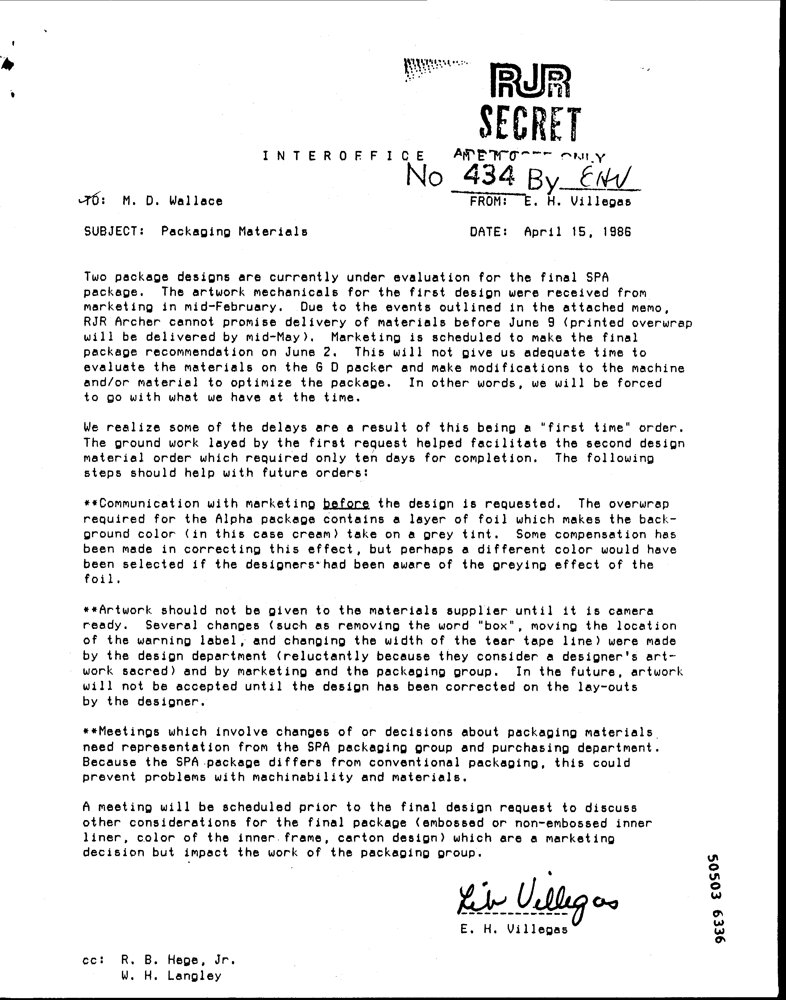 RJR
SECRET
INTEROFFICE
No 434 By EHV
TO: M. D. Wallace
FROM: E. H. Villegas
SUBJECT: Packaging Materials
DATE: April 15, 1986
Two package designs are currently under evaluation for the final SPA
package. The artwork mechanicals for the first design were received from
marketing in mid-February. Due to the events outlined in the attached memo,
RJR Archer cannot promise delivery of materials before June 9 (printed overwrap
will be delivered by mid-May). Marketing is scheduled to make the final
package recommendation on June 2. This will not give us adequate time to
evaluate the materials on the G D packer and make modifications to the machine
and/or material to optimize the package. In other words, we will be forced
to go with what we have at the time.
We realize some of the delays are a result of this being a "first time" order.
The ground work layed by the first request helped facilitate the second design
material order which required only ten days for completion. The following
steps should help with future orders:
**Communication with marketing before the design is requested. The overwrap
required for the Alpha package contains a layer of foil which makes the back-
ground color (in this case cream) take on a grey tint. Some compensation has
been made in correcting this effect, but perhaps a different color would have
been selected if the designers had been aware of the greying effect of the
foil.
**Artwork should not be given to the materials supplier until it is camera
ready. Several changes (such as removing the word "box", moving the location
of the warning label, and changing the width of the tear tape line) were made
by the design department (reluctantly because they consider a designer's art-
work sacred) and by marketing and the packaging group. In the future, artwork
will not be accepted until the design has been corrected on the lay-outs
by the designer.
**Meetings which involve changes of or decisions about packaging materials
need representation from the SPA packaging group and purchasing department.
Because the SPA package differs from conventional packaging, this could
prevent problems with machinability and materials.
A meeting will be scheduled prior to the final design request to discuss
other considerations for the final package (embossed or non-embossed inner
liner, color of the inner frame, carton design) which are a marketing
decision but impact the work of the packaging group.
Lib Villegas
E. H. Villegas
cc: R. B. Hege, Jr.
W. H. Langley
50503 6336